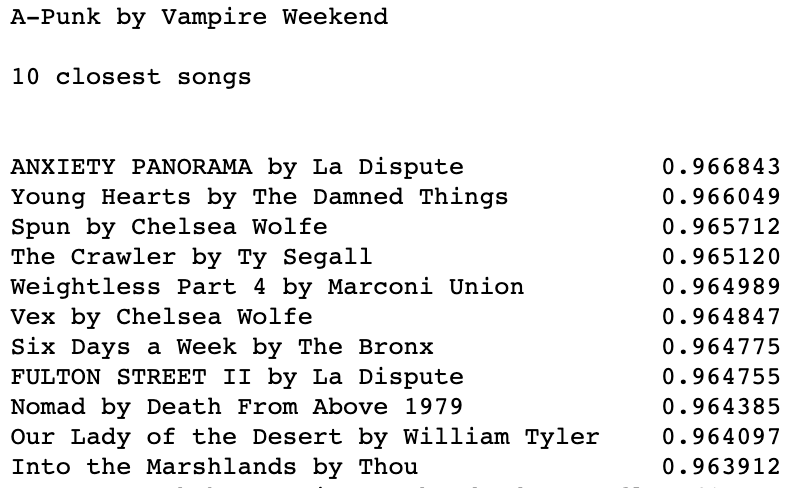 A-Punk by Vampire Weekend
10 closest songs
ANXIETY PANORAMA by La Dispute 0.966843
Young Hearts by The Damned Things 0.966049
Spun by Chelsea Wolfe 0.965712
The Crawler by Ty Segall 0.965120
Weightless Part 4 by Marconi Union 0.964989
Vex by Chelsea Wolfe 0.964847
Six Days a Week by The Bronx 0.964775
FULTON STREET II by La Dispute 0.964755
Nomad by Death From Above 1979 0.964385
Our Lady of the Desert by William Tyler 0.964097
Into the Marshlands by Thou 0.963912